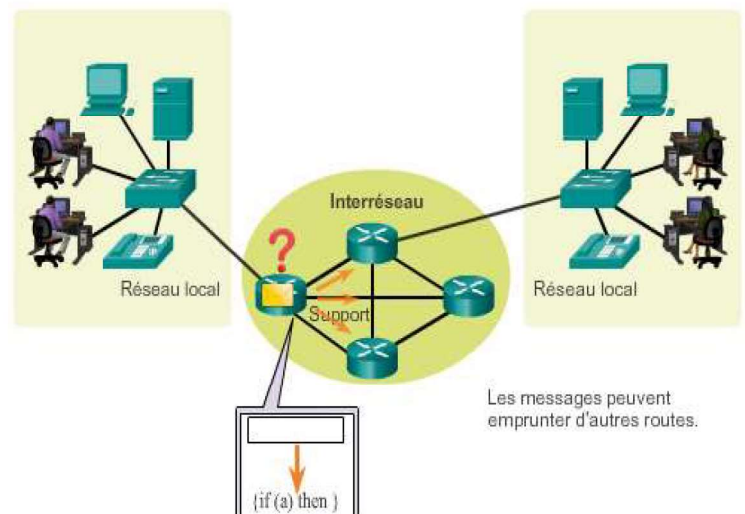 Interréseau
Réseau local
Support
Réseau local
Les messages peuvent
emprunter d'autres routes.
?
{if (a) then }